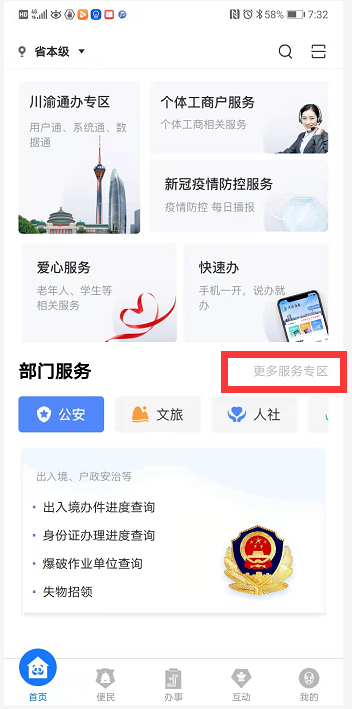 HD 4G 58% 7:32
省本级
川渝通办专区
用户通、系统通、数
据通
个体工商户服务
个体工商相关服务
新冠疫情防控服务
疫情防控 每日播报
爱心服务
老年人、学生等
相关服务
快速办
手机一开，说办就
办
部门服务
更多服务专区
公安 文旅 人社
出入境、户政安治等
出入境办件进度查询
身份证办理进度查询
爆破作业单位查询
失物招领
首页 便民 办事 互动 我的